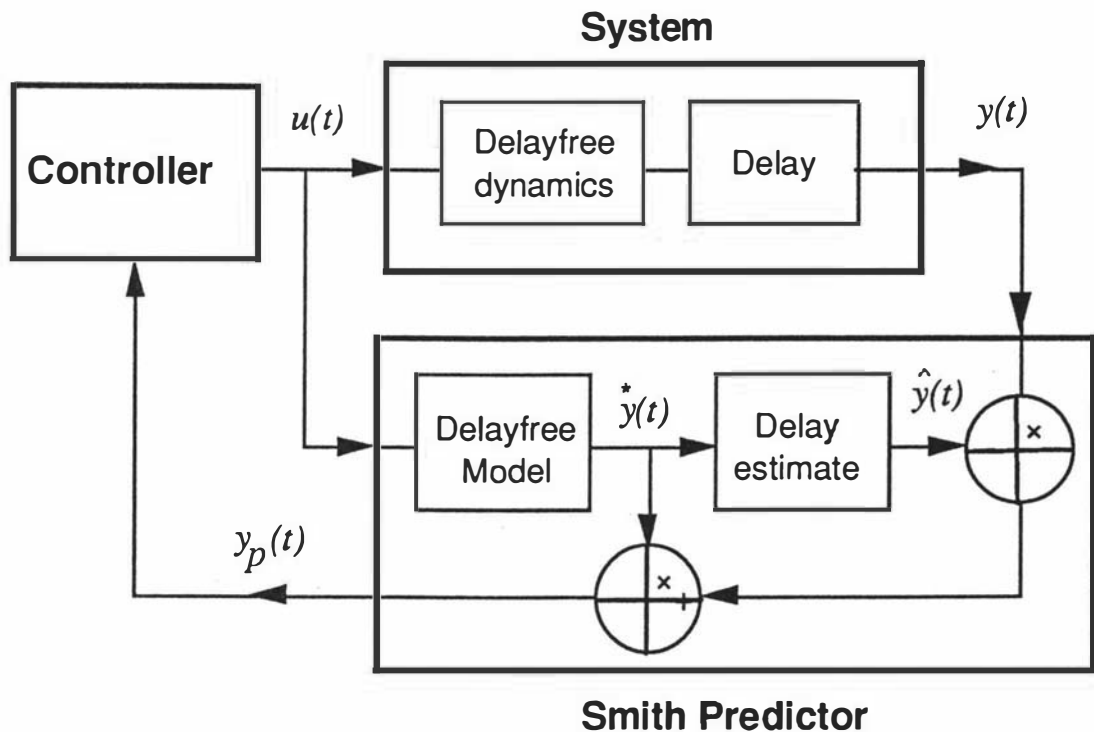 System
Controller
u(t)
Delayfree
dynamics
Delay
y(t)
Delayfree
Model
*y(t)
Delay
estimate
ŷ(t)
×
yp(t)
×
+
Smith Predictor